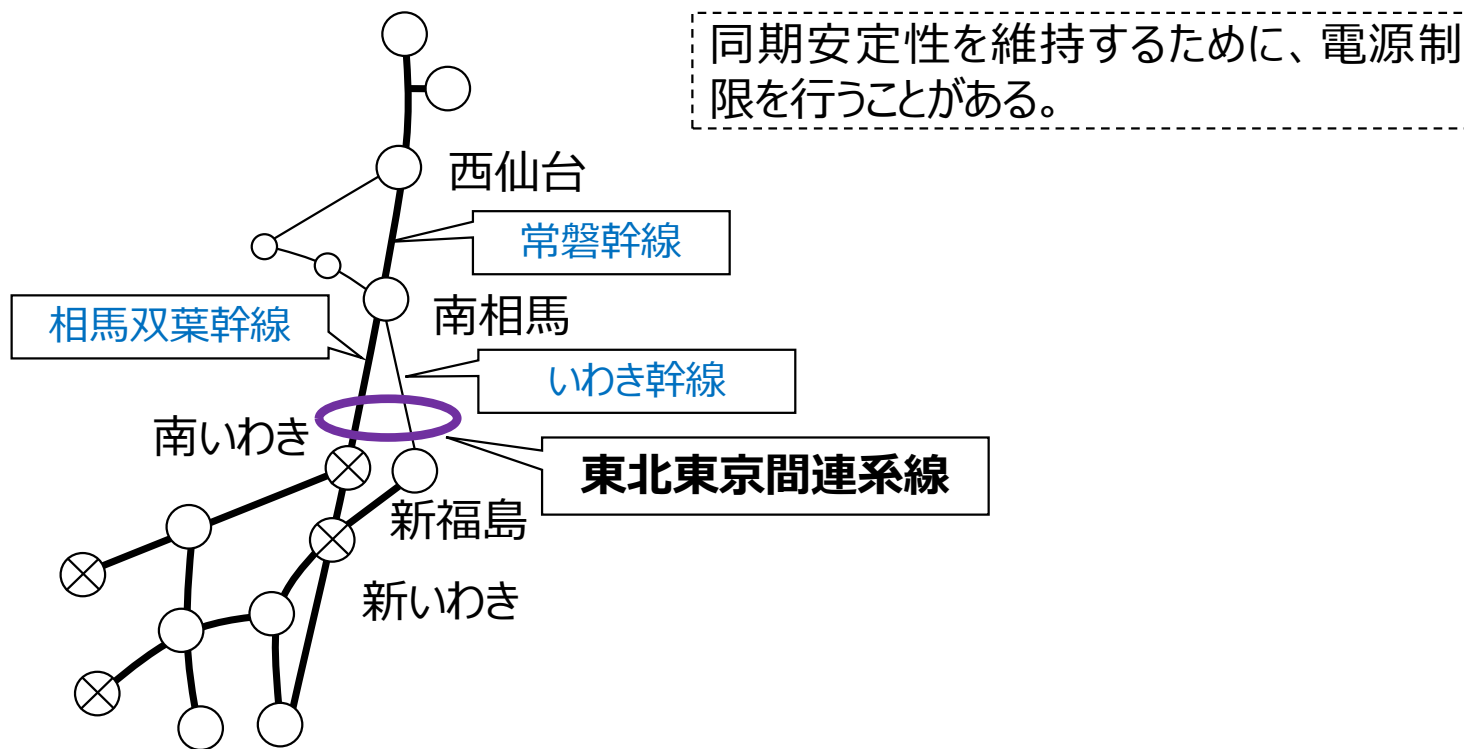 同期安定性を維持するために、電源制
限を行うことがある。
西仙台
常磐幹線
南相馬
相馬双葉幹線
いわき幹線
南いわき
東北東京間連系線
新福島
新いわき